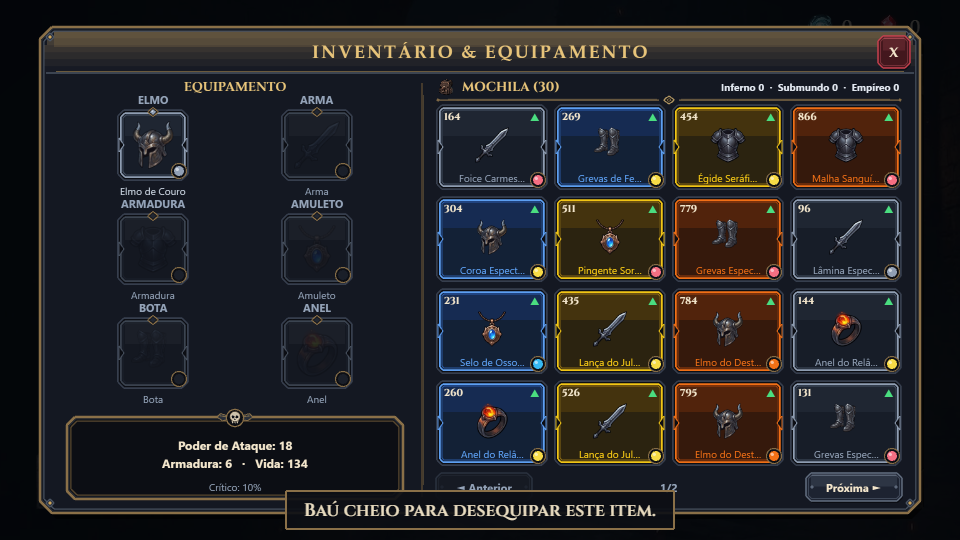 INVENTÁRIO & EQUIPAMENTO
X
EQUIPAMENTO
ELMO
ARMA
Elmo de Couro
Arma
ARMADURA
AMULETO
Armadura
Amuleto
BOTA
ANEL
Bota
Anel
Poder de Ataque: 18
Armadura: 6 · Vida: 134
Crítico: 10%
MOCHILA (30)
Inferno 0 · Submundo 0 · Empíreo 0
164
Foice Carmes...
269
Grevas de Fe...
454
Égide Seráfi...
866
Malha Sanguí...
304
Coroa Espect...
511
Pingente Sor...
779
Grevas Espec...
96
Lâmina Espec...
231
Selo de Osso...
435
Lança do Jul...
784
Elmo do Dest...
144
Anel do Relâ...
260
Anel do Relâ...
526
Lança do Jul...
795
Elmo do Dest...
131
Grevas Espec...
◄ Anterior
1/2
Próxima ►
BAÚ CHEIO PARA DESEQUIPAR ESTE ITEM.